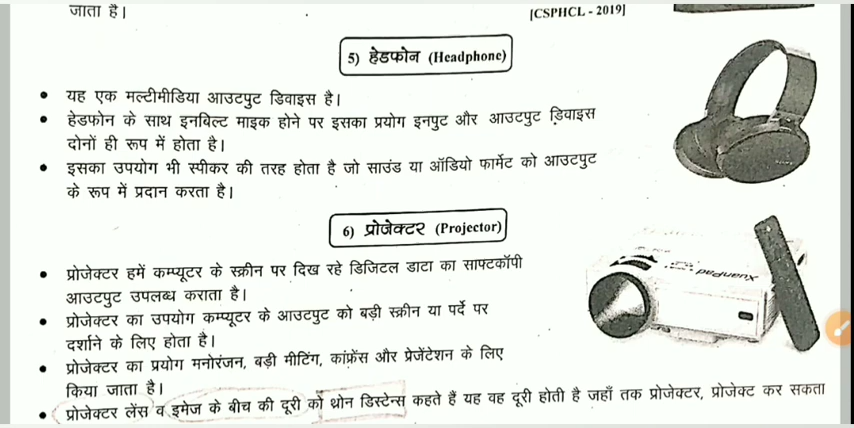 जाता है।
[CSPHCL - 2019]
5) हेडफोन (Headphone)
• यह एक मल्टीमीडिया आउटपुट डिवाइस है।
• हेडफोन के साथ इनबिल्ट माइक होने पर इसका प्रयोग इनपुट और आउटपुट डिवाइस
दोनों ही रूप में होता है।
• इसका उपयोग भी स्पीकर की तरह होता है जो साउंड या ऑडियो फार्मेट को आउटपुट
के रूप में प्रदान करता है।
6) प्रोजेक्टर (Projector)
• प्रोजेक्टर हमें कम्प्यूटर के स्क्रीन पर दिख रहे डिजिटल डाटा का साफ्टकॉपी
आउटपुट उपलब्ध कराता है।
• प्रोजेक्टर का उपयोग कम्प्यूटर के आउटपुट को बड़ी स्क्रीन या पर्दे पर
दर्शाने के लिए होता है।
• प्रोजेक्टर का प्रयोग मनोरंजन, बड़ी मीटिंग, कांफ्रेंस और प्रेजेंटेशन के लिए
किया जाता है।
• प्रोजेक्टर लेंस व इमेज के बीच की दूरी को थ्रोन डिस्टेन्स कहते हैं यह वह दूरी होती है जहाँ तक प्रोजेक्टर, प्रोजेक्ट कर सकता
XuanPad